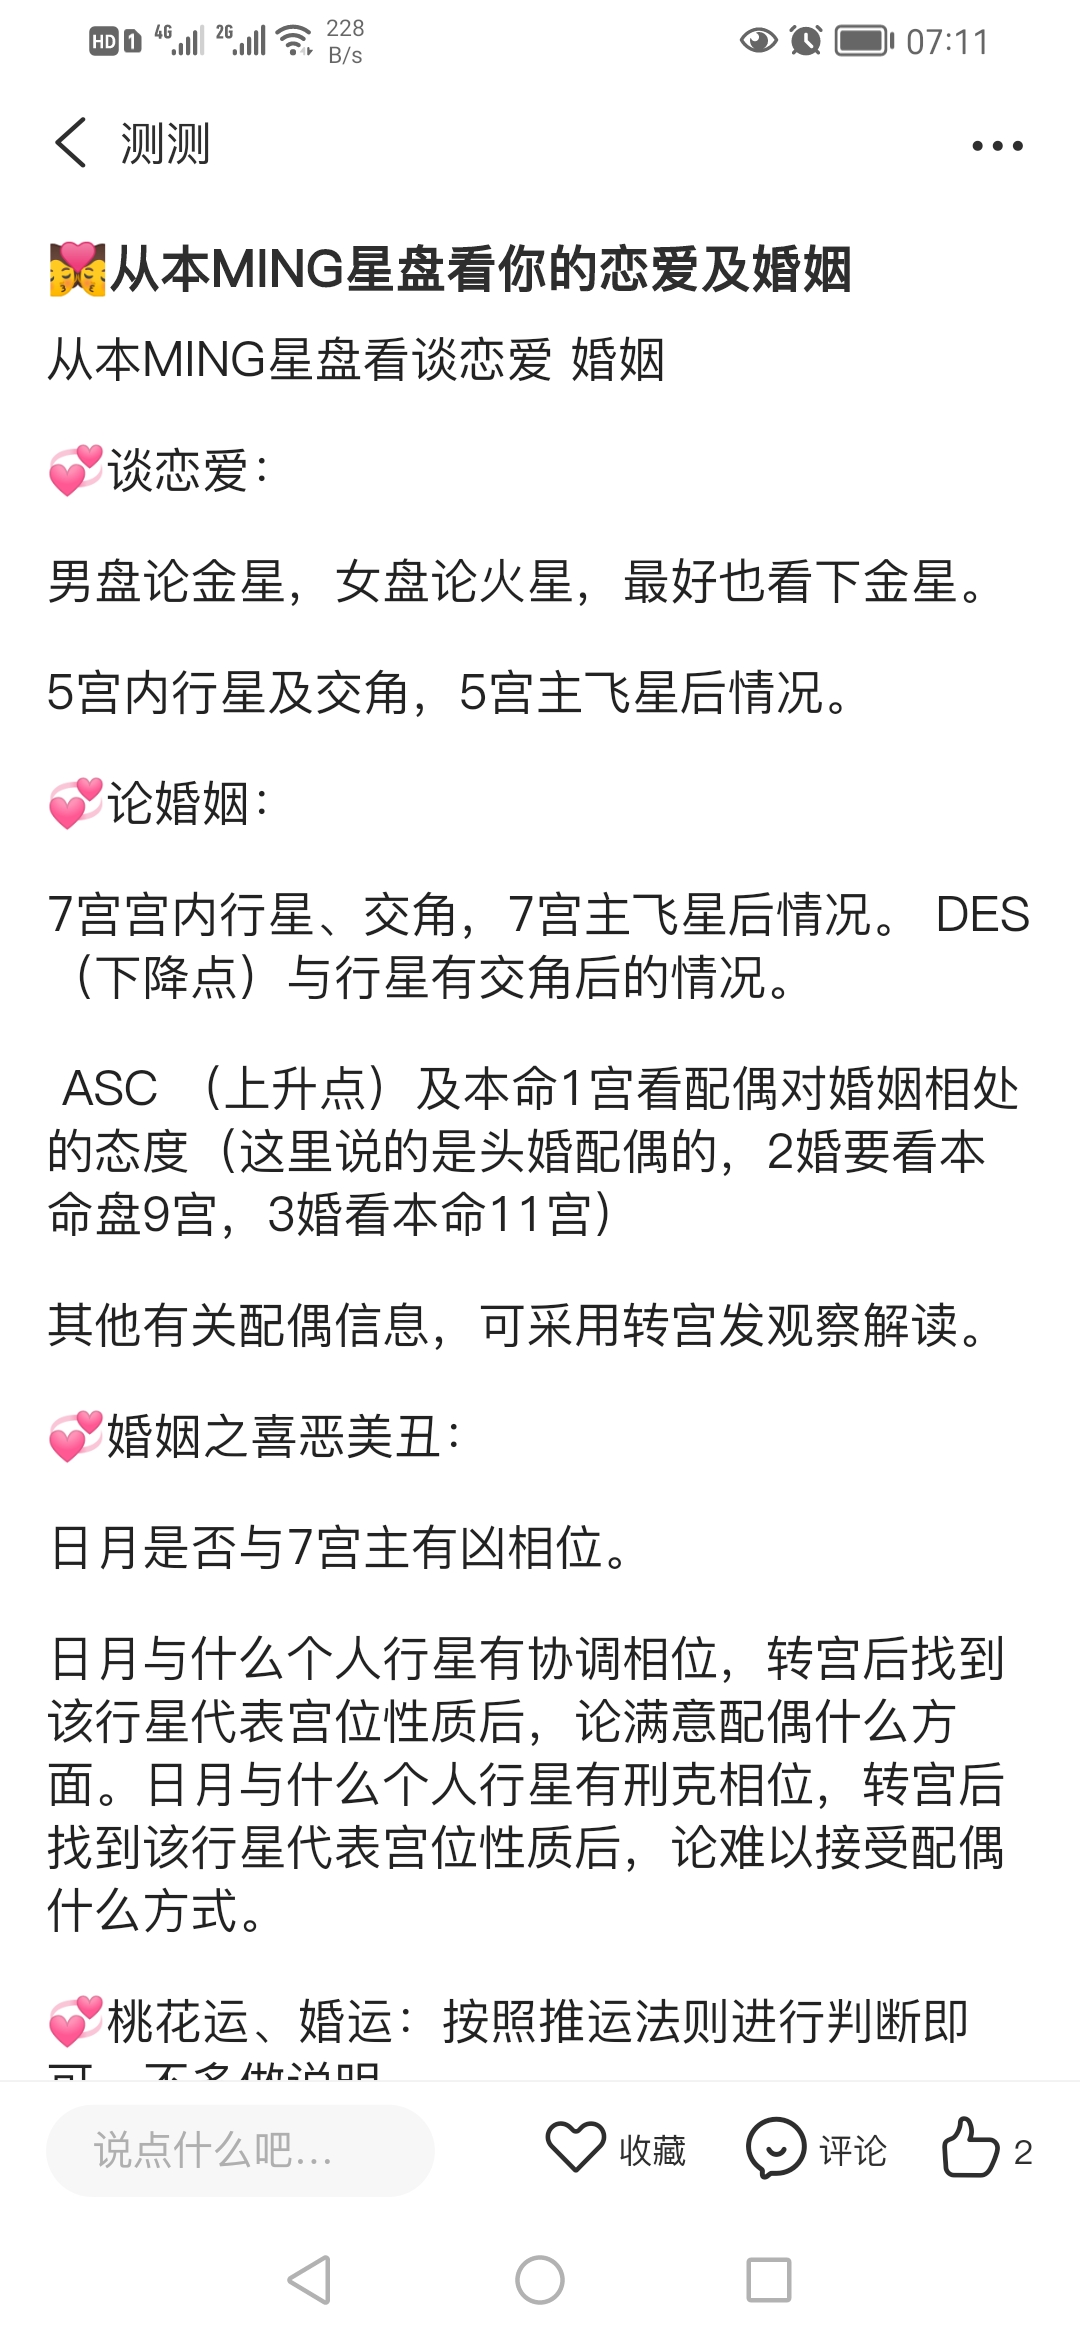 HD 1 4G 2G 228 B/s 07:11
测测
从本MING星盘看你的恋爱及婚姻
从本MING星盘看谈恋爱 婚姻
谈恋爱：
男盘论金星，女盘论火星，最好也看下金星。
5宫内行星及交角，5宫主飞星后情况。
论婚姻：
7宫宫内行星、交角，7宫主飞星后情况。 DES
（下降点）与行星有交角后的情况。
ASC （上升点）及本命1宫看配偶对婚姻相处
的态度（这里说的是头婚配偶的，2婚要看本
命盘9宫，3婚看本命11宫）
其他有关配偶信息，可采用转宫发观察解读。
婚姻之喜恶美丑：
日月是否与7宫主有凶相位。
日月与什么个人行星有协调相位，转宫后找到
该行星代表宫位性质后，论满意配偶什么方
面。日月与什么个人行星有刑克相位，转宫后
找到该行星代表宫位性质后，论难以接受配偶
什么方式。
桃花运、婚运：按照推运法则进行判断即
可，不多做说明
说点什么吧... 收藏 评论 2